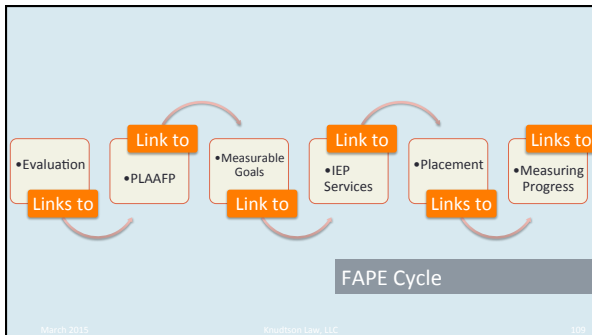 •Evaluation
Links to
Link to
•PLAAFP
•Measurable
Goals
Link to
Link to
•IEP
Services
•Placement
Links to
Links to
•Measuring
Progress
FAPE Cycle
March 2015
Knudtson Law, LLC
109